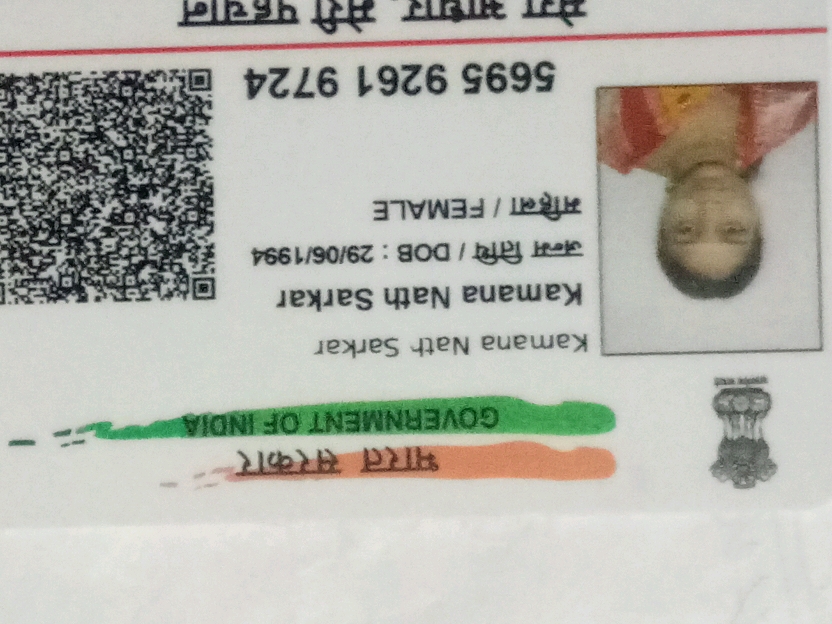 भारत सरकार
GOVERNMENT OF INDIA
Kamana Nath Sarkar
Kamana Nath Sarkar
जन्म तिथि / DOB : 29/06/1994
महिला / FEMALE
5695 9261 9724
मेरा आधार, मेरी पहचान